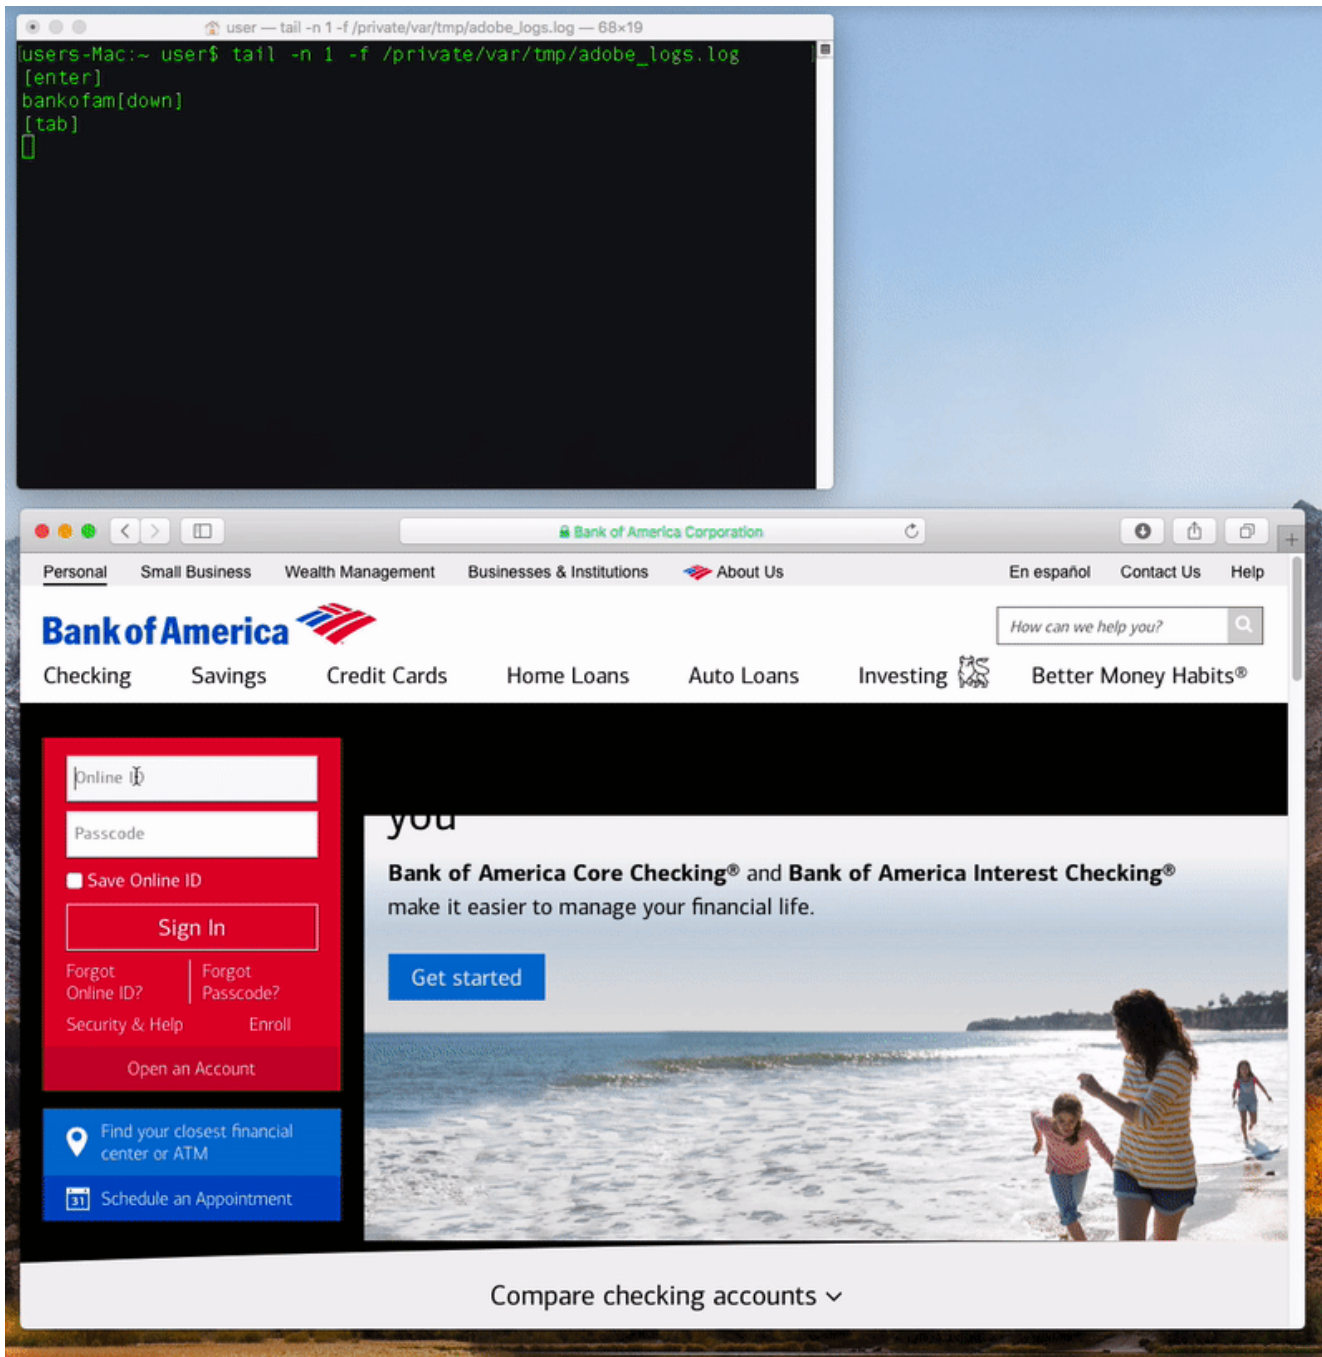 user — tail -n 1 -f /private/var/tmp/adobe_logs.log — 68×19
[users-Mac:~ user$ tail -n 1 -f /private/var/tmp/adobe_logs.log ]
[enter]
bankofam[down]
[tab]
Bank of America Corporation
Personal Small Business Wealth Management Businesses & Institutions About Us En español Contact Us Help
Bank of America
How can we help you?
Checking Savings Credit Cards Home Loans Auto Loans Investing Better Money Habits®
Online ID
Passcode
Save Online ID
Sign In
Forgot Online ID?
Forgot Passcode?
Security & Help Enroll
Open an Account
Find your closest financial
center or ATM
31 Schedule an Appointment
you
Bank of America Core Checking® and Bank of America Interest Checking®
make it easier to manage your financial life.
Get started
Compare checking accounts